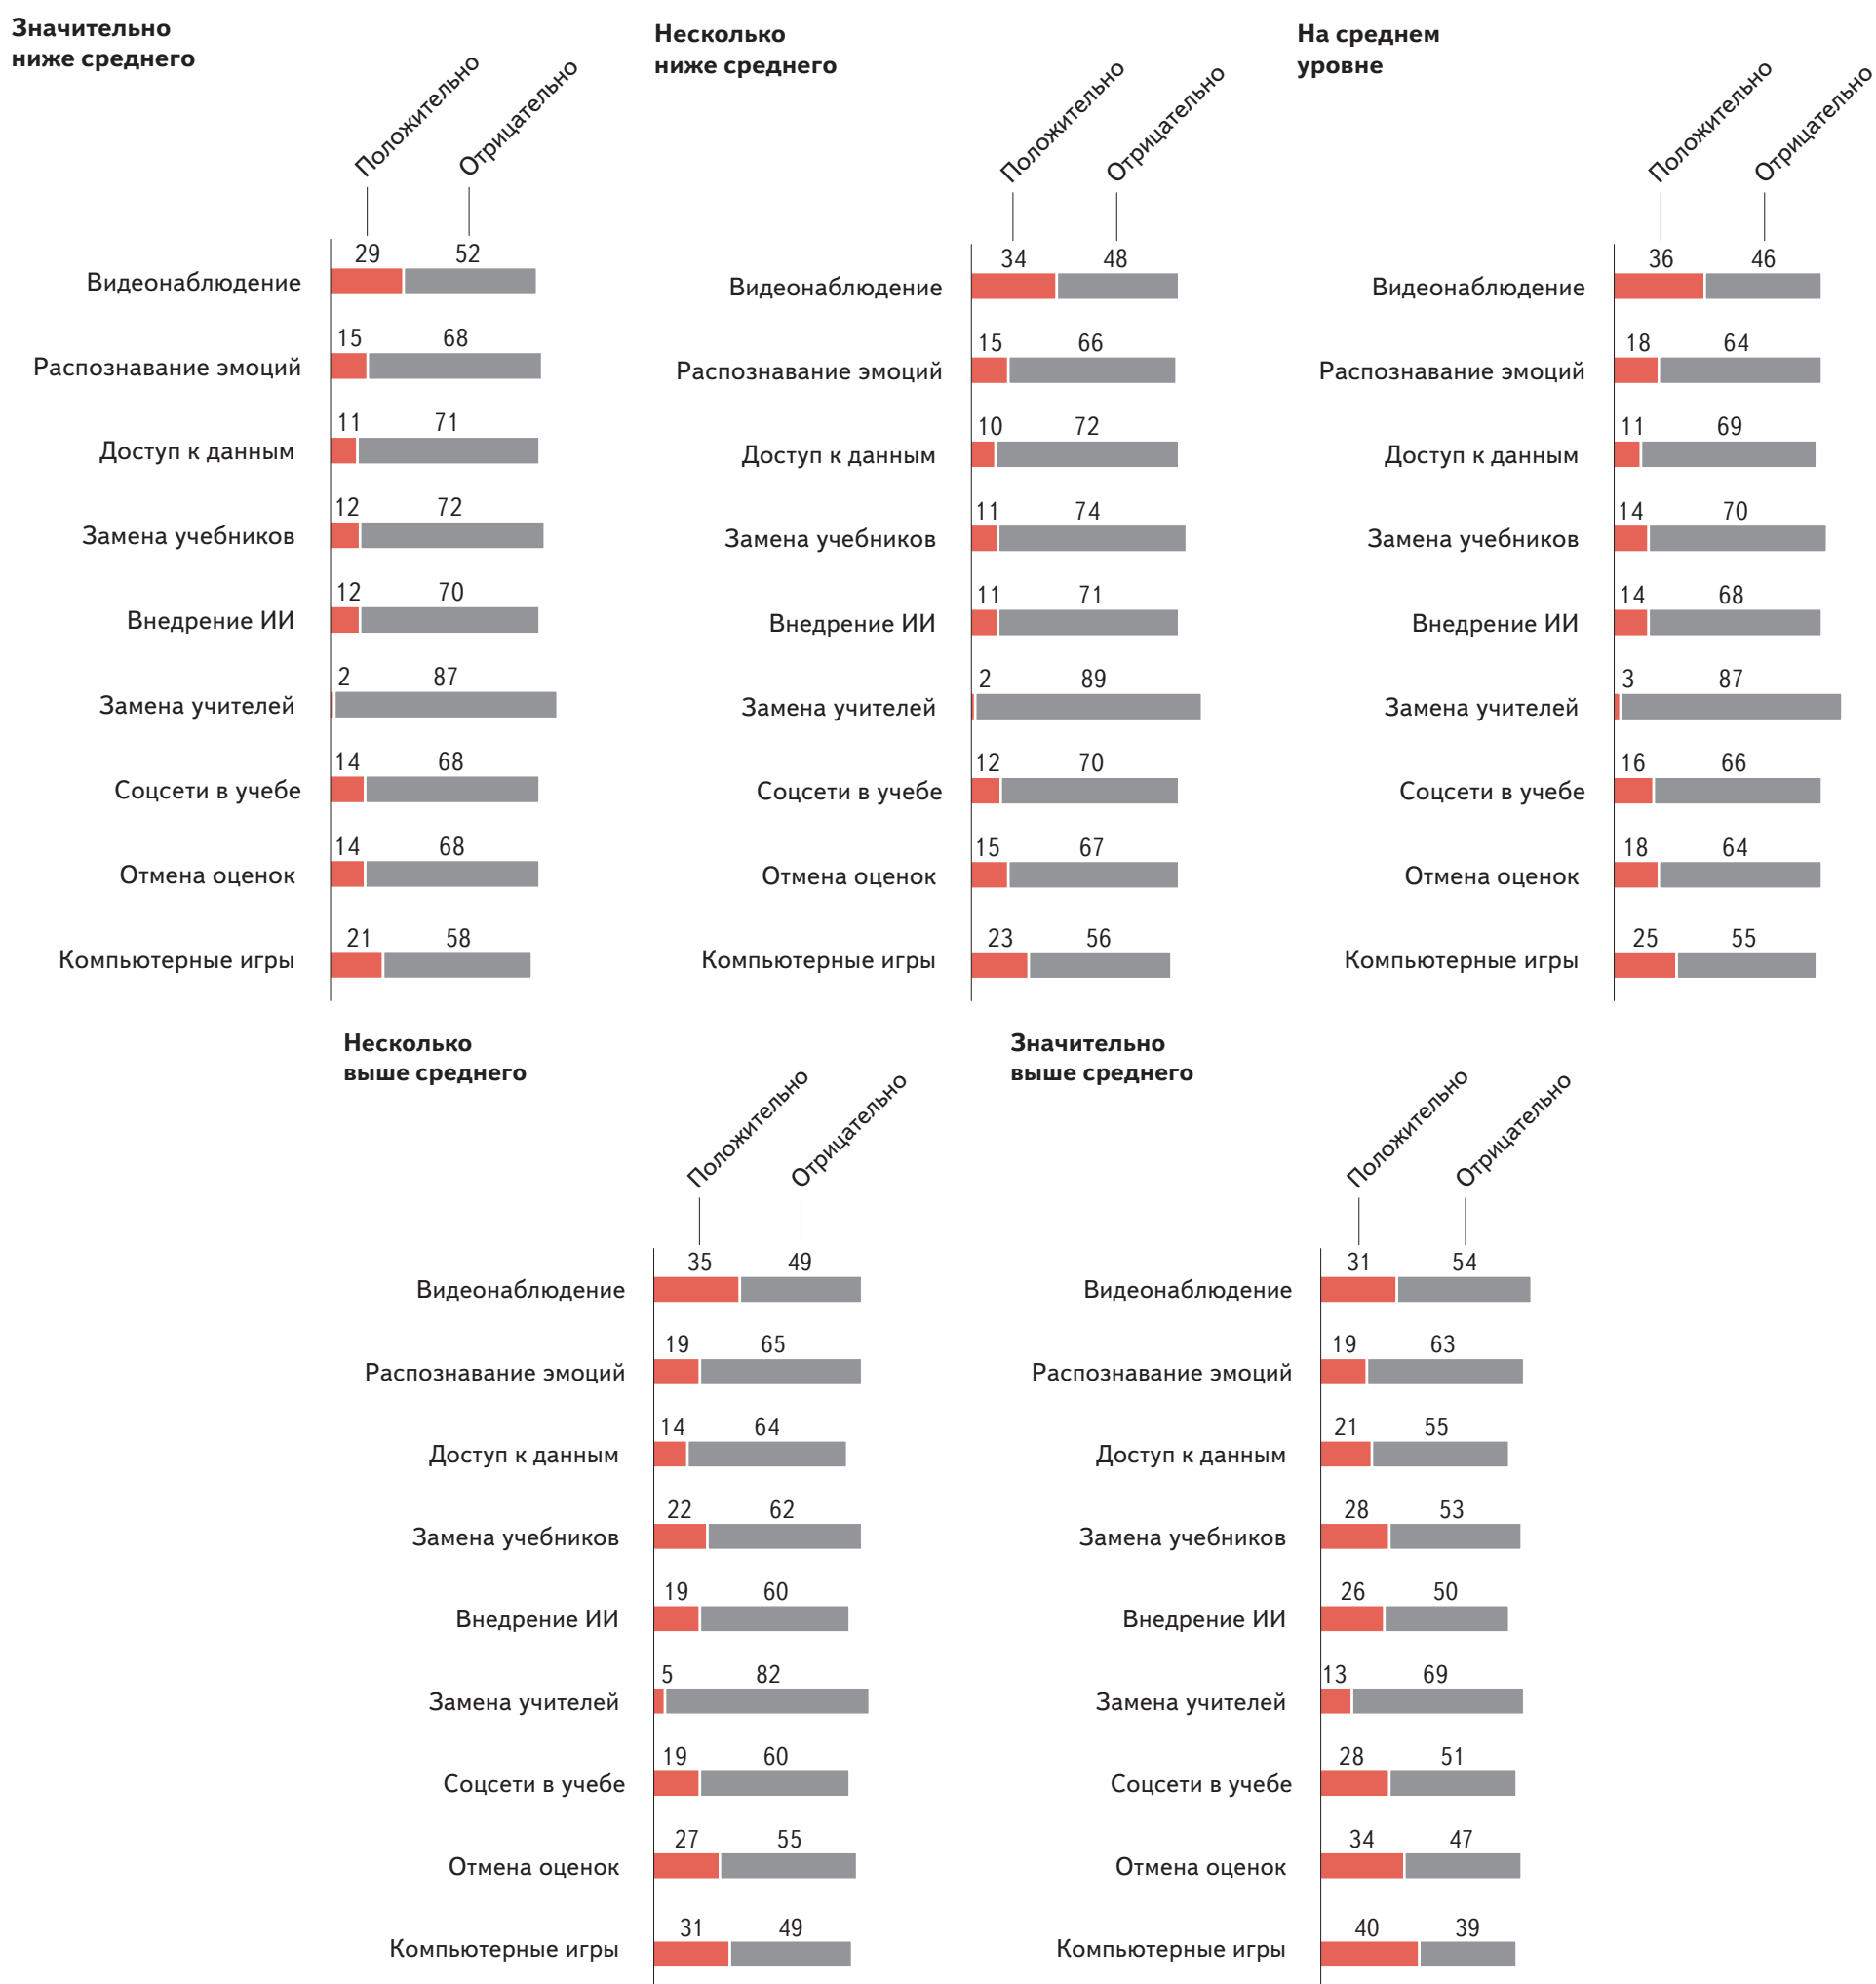 Значительно
ниже среднего
Положительно
Отрицательно
29 52
Видеонаблюдение
15 68
Распознавание эмоций
11 71
Доступ к данным
12 72
Замена учебников
12 70
Внедрение ИИ
2 87
Замена учителей
14 68
Соцсети в учебе
14 68
Отмена оценок
21 58
Компьютерные игры
Несколько
ниже среднего
Положительно
Отрицательно
34 48
Видеонаблюдение
15 66
Распознавание эмоций
10 72
Доступ к данным
11 74
Замена учебников
11 71
Внедрение ИИ
2 89
Замена учителей
12 70
Соцсети в учебе
15 67
Отмена оценок
23 56
Компьютерные игры
На среднем
уровне
Положительно
Отрицательно
36 46
Видеонаблюдение
18 64
Распознавание эмоций
11 69
Доступ к данным
14 70
Замена учебников
14 68
Внедрение ИИ
3 87
Замена учителей
16 66
Соцсети в учебе
18 64
Отмена оценок
25 55
Компьютерные игры
Несколько
выше среднего
Положительно
Отрицательно
35 49
Видеонаблюдение
19 65
Распознавание эмоций
14 64
Доступ к данным
22 62
Замена учебников
19 60
Внедрение ИИ
5 82
Замена учителей
19 60
Соцсети в учебе
27 55
Отмена оценок
31 49
Компьютерные игры
Значительно
выше среднего
Положительно
Отрицательно
31 54
Видеонаблюдение
19 63
Распознавание эмоций
21 55
Доступ к данным
28 53
Замена учебников
26 50
Внедрение ИИ
13 69
Замена учителей
28 51
Соцсети в учебе
34 47
Отмена оценок
40 39
Компьютерные игры